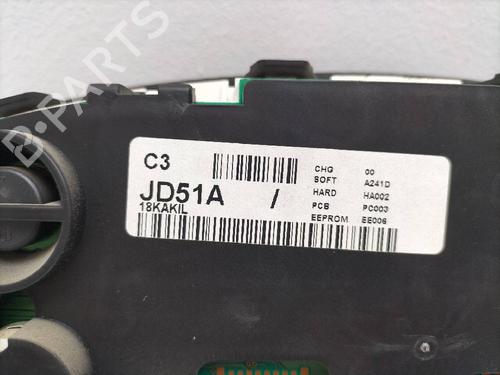 C3
JD51A /
18KAKIL
CHG 00
SOFT A241D
HARD HA002
PCB PC003
EEPROM EE006
B-PARTS